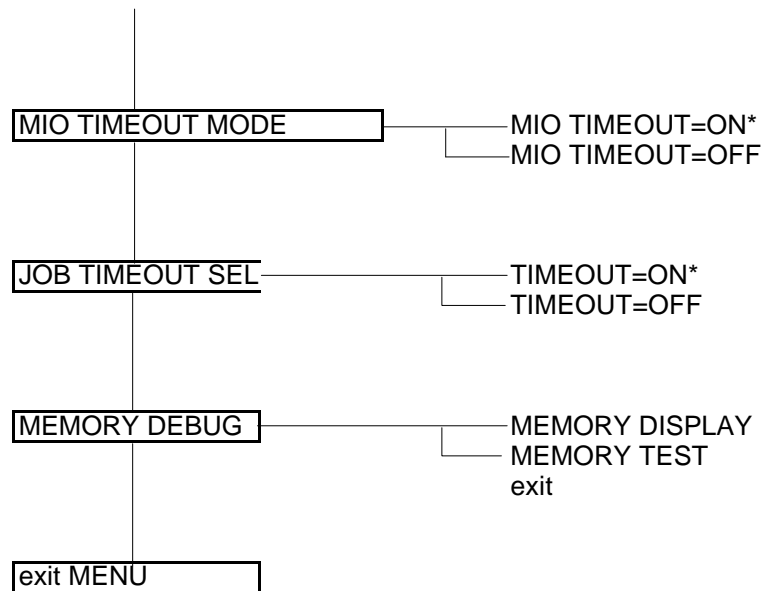 MIO TIMEOUT MODE
MIO TIMEOUT=ON*
MIO TIMEOUT=OFF
JOB TIMEOUT SEL
TIMEOUT=ON*
TIMEOUT=OFF
MEMORY DEBUG
MEMORY DISPLAY
MEMORY TEST
exit
exit MENU